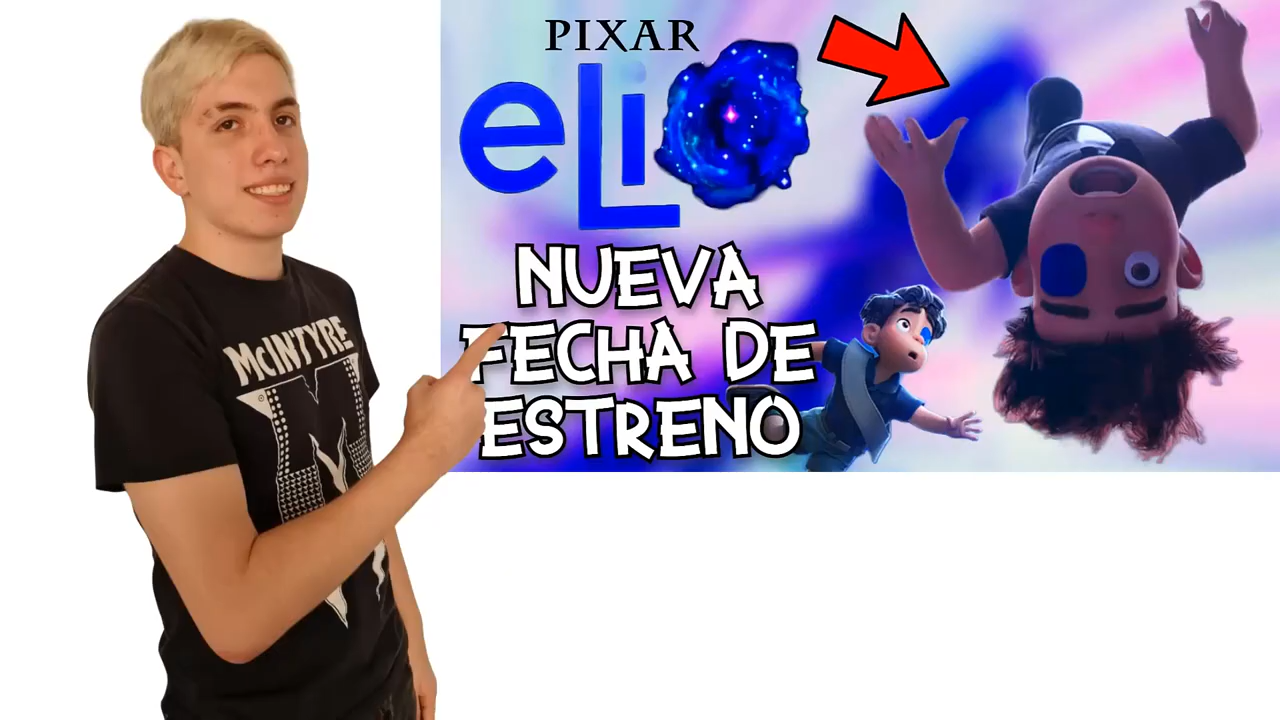 PIXAR
eLio
NUEVA
FECHA DE
ESTRENO
McINTYRE